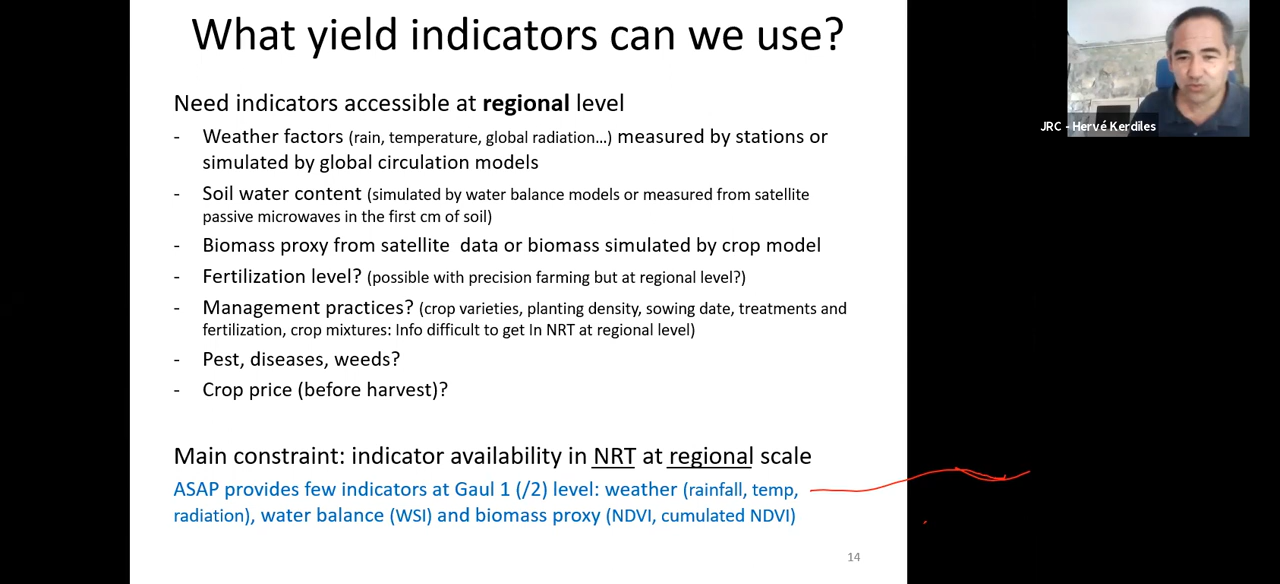 What yield indicators can we use?
Need indicators accessible at regional level
- Weather factors (rain, temperature, global radiation...) measured by stations or
simulated by global circulation models
- Soil water content (simulated by water balance models or measured from satellite
passive microwaves in the first cm of soil)
- Biomass proxy from satellite data or biomass simulated by crop model
- Fertilization level? (possible with precision farming but at regional level?)
- Management practices? (crop varieties, planting density, sowing date, treatments and
fertilization, crop mixtures: Info difficult to get In NRT at regional level)
- Pest, diseases, weeds?
- Crop price (before harvest)?
Main constraint: indicator availability in NRT at regional scale
ASAP provides few indicators at Gaul 1 (/2) level: weather (rainfall, temp,
radiation), water balance (WSI) and biomass proxy (NDVI, cumulated NDVI)
14
JRC - Hervé Kerdiles